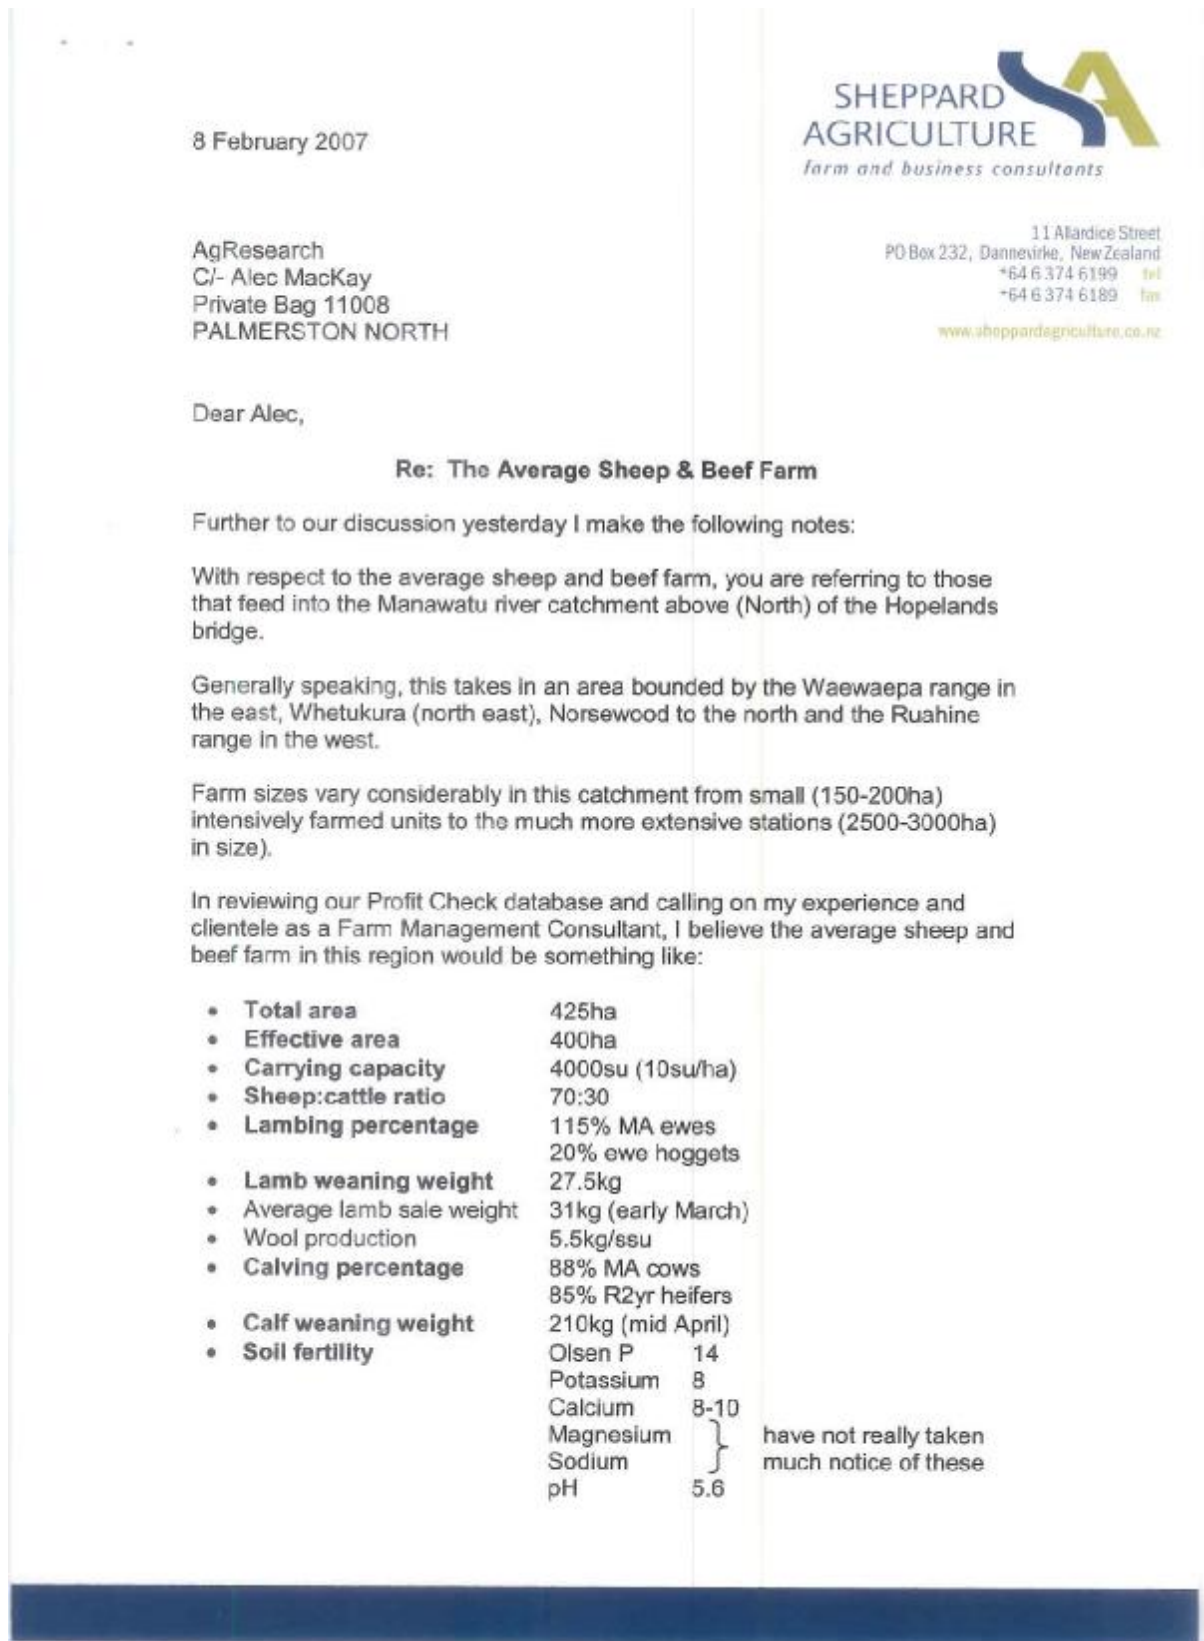 SHEPPARD
AGRICULTURE
farm and business consultants
8 February 2007
11 Allardice Street
PO Box 232, Dannevirke, New Zealand
+64 6 374 6199 tel
+64 6 374 6189 fax
www.sheppardagriculture.co.nz
AgResearch
C/- Alec MacKay
Private Bag 11008
PALMERSTON NORTH
Dear Alec,
Re: The Average Sheep & Beef Farm
Further to our discussion yesterday I make the following notes:
With respect to the average sheep and beef farm, you are referring to those
that feed into the Manawatu river catchment above (North) of the Hopelands
bridge.
Generally speaking, this takes in an area bounded by the Waewaepa range in
the east, Whetukura (north east), Norsewood to the north and the Ruahine
range in the west.
Farm sizes vary considerably in this catchment from small (150-200ha)
intensively farmed units to the much more extensive stations (2500-3000ha)
in size).
In reviewing our Profit Check database and calling on my experience and
clientele as a Farm Management Consultant, I believe the average sheep and
beef farm in this region would be something like:
• Total area 425ha
• Effective area 400ha
• Carrying capacity 4000su (10su/ha)
• Sheep:cattle ratio 70:30
• Lambing percentage 115% MA ewes
20% ewe hoggets
• Lamb weaning weight 27.5kg
• Average lamb sale weight 31kg (early March)
• Wool production 5.5kg/ssu
• Calving percentage 88% MA cows
85% R2yr heifers
• Calf weaning weight 210kg (mid April)
• Soil fertility Olsen P 14
Potassium 8
Calcium 8-10
Magnesium } have not really taken
Sodium much notice of these
pH 5.6